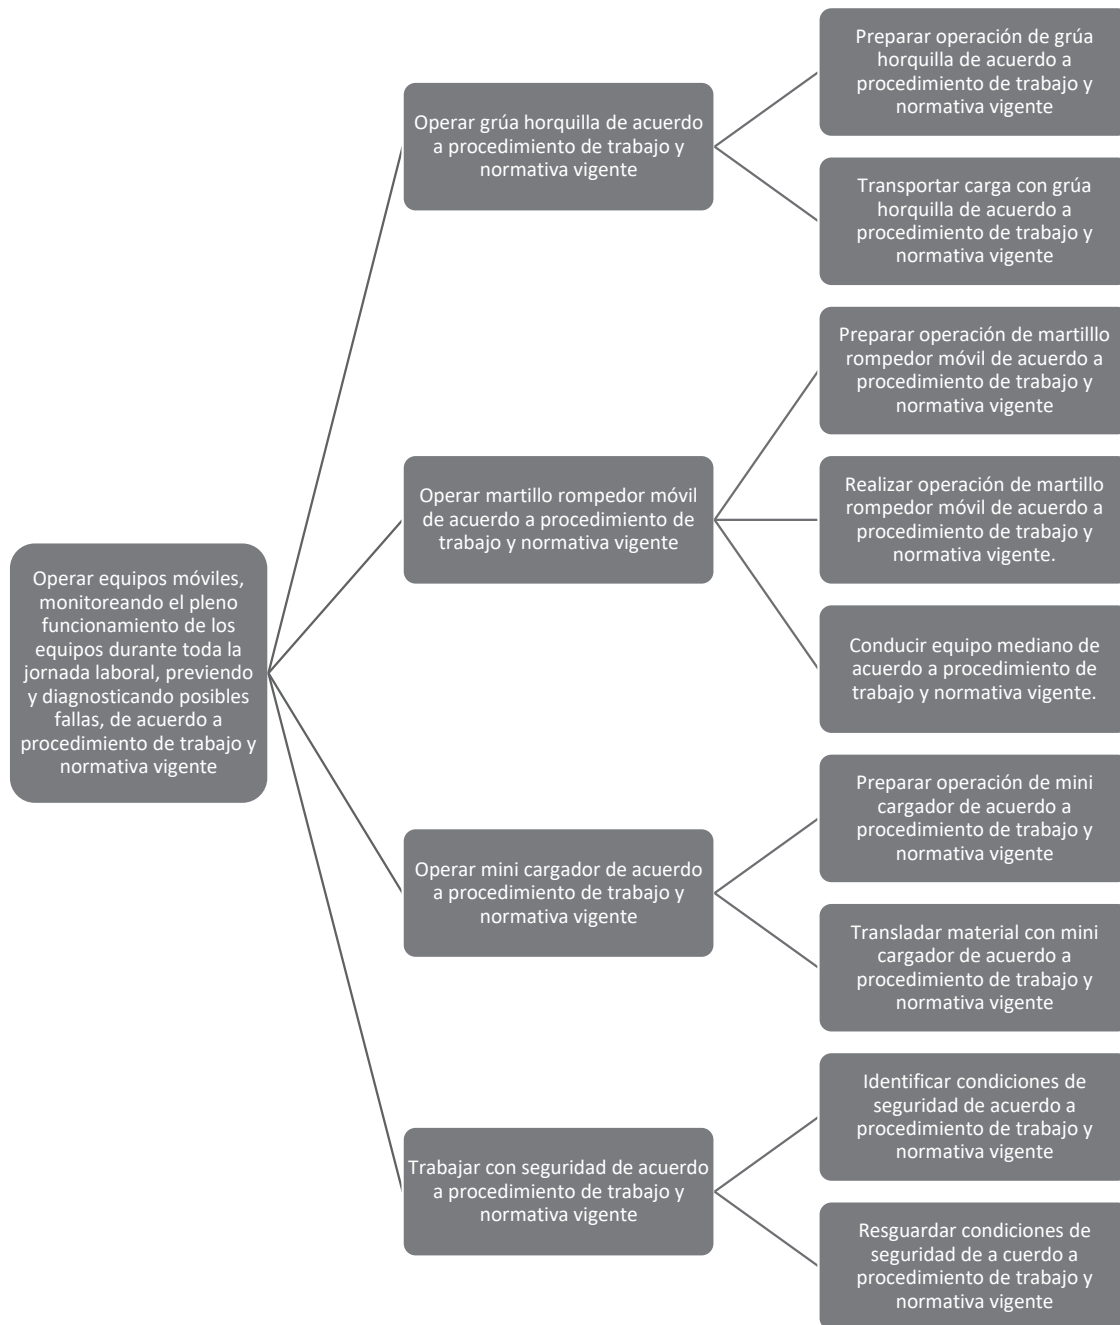 Operar equipos móviles,
monitoreando el pleno
funcionamiento de los
equipos durante toda la
jornada laboral, previendo
y diagnosticando posibles
fallas, de acuerdo a
procedimiento de trabajo y
normativa vigente
Operar grúa horquilla de acuerdo
a procedimiento de trabajo y
normativa vigente
Preparar operación de grúa
horquilla de acuerdo a
procedimiento de trabajo y
normativa vigente
Transportar carga con grúa
horquilla de acuerdo a
procedimiento de trabajo y
normativa vigente
Operar martillo rompedor móvil
de acuerdo a procedimiento de
trabajo y normativa vigente
Preparar operación de martilllo
rompedor móvil de acuerdo a
procedimiento de trabajo y
normativa vigente
Realizar operación de martillo
rompedor móvil de acuerdo a
procedimiento de trabajo y
normativa vigente.
Conducir equipo mediano de
acuerdo a procedimiento de
trabajo y normativa vigente.
Operar mini cargador de acuerdo
a procedimiento de trabajo y
normativa vigente
Preparar operación de mini
cargador de acuerdo a
procedimiento de trabajo y
normativa vigente
Transladar material con mini
cargador de acuerdo a
procedimiento de trabajo y
normativa vigente
Trabajar con seguridad de acuerdo
a procedimiento de trabajo y
normativa vigente
Identificar condiciones de
seguridad de acuerdo a
procedimiento de trabajo y
normativa vigente
Resguardar condiciones de
seguridad de a cuerdo a
procedimiento de trabajo y
normativa vigente